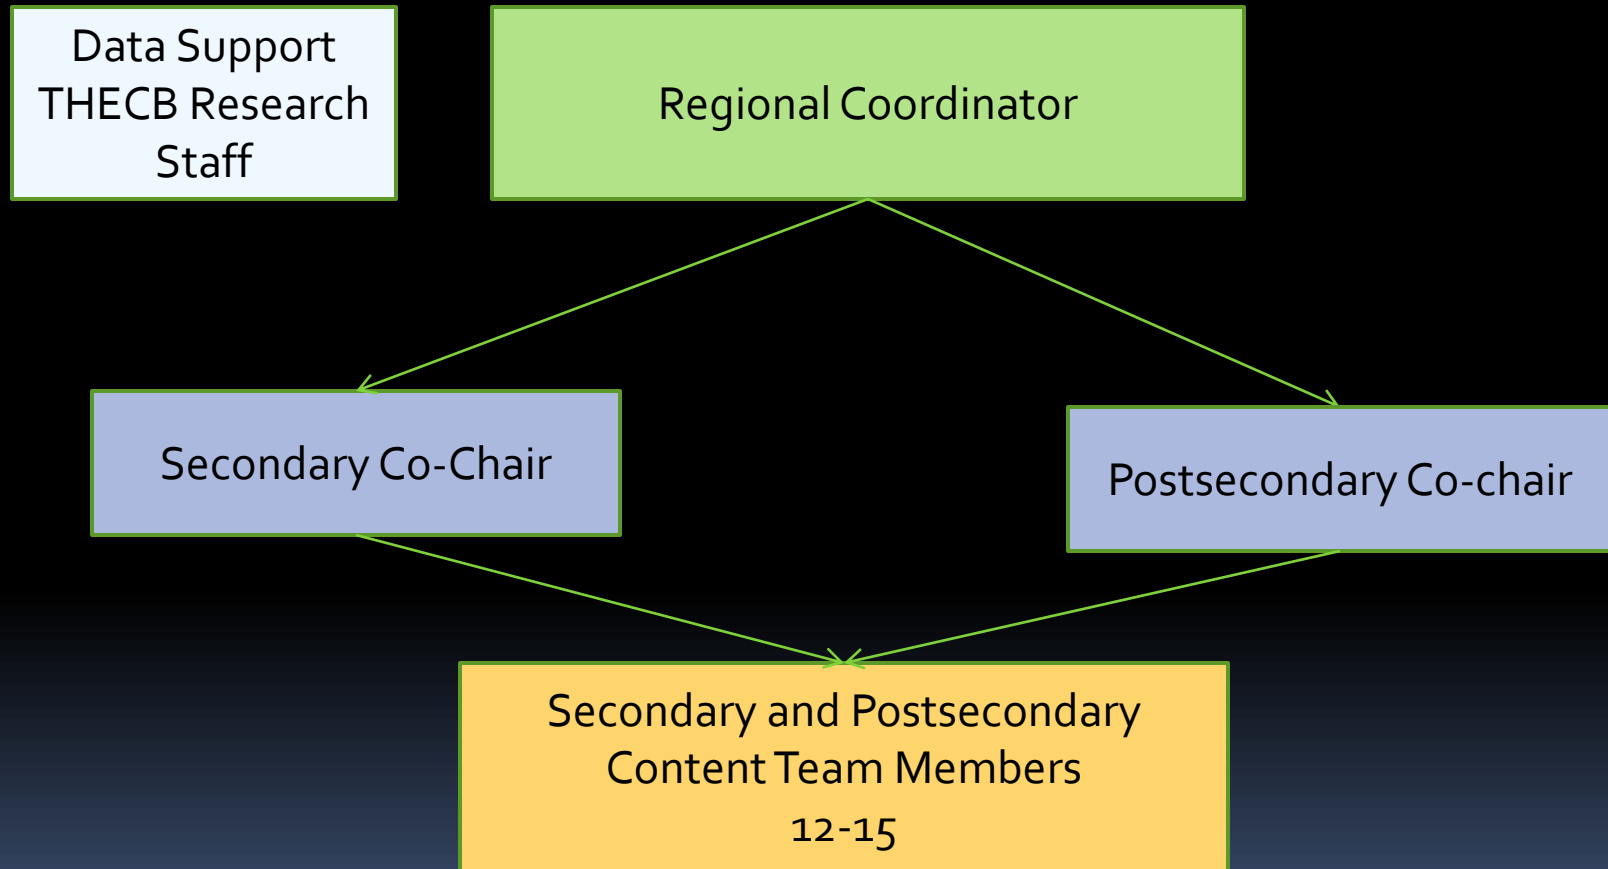 Data Support
THECB Research
Staff
Regional Coordinator
Secondary Co-Chair
Postsecondary Co-chair
Secondary and Postsecondary
Content Team Members
12-15